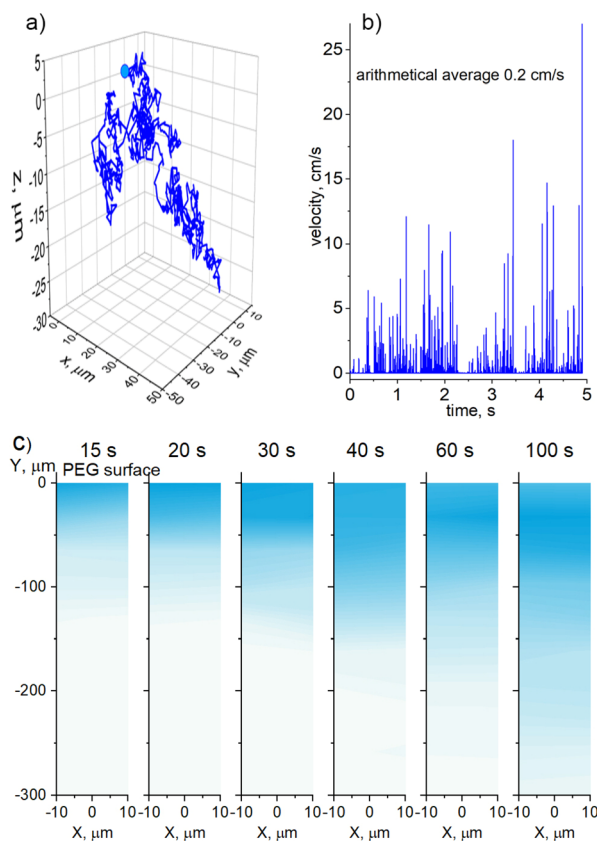 a)
5
0
-5
-10
-15
-20
-25
-30
z, μm
0
10
20
30
40
50
x, μm
-50
-40
-30
-20
-10
0
10
y, μm
b)
arithmetical average 0.2 cm/s
25
20
15
10
5
0
velocity, cm/s
0 1 2 3 4 5
time, s
c)
15 s 20 s 30 s 40 s 60 s 100 s
Y, μm PEG surface
0
-100
-200
-300
-10 0 10 -10 0 10 -10 0 10 -10 0 10 -10 0 10 -10 0 10
X, μm X, μm X, μm X, μm X, μm X, μm